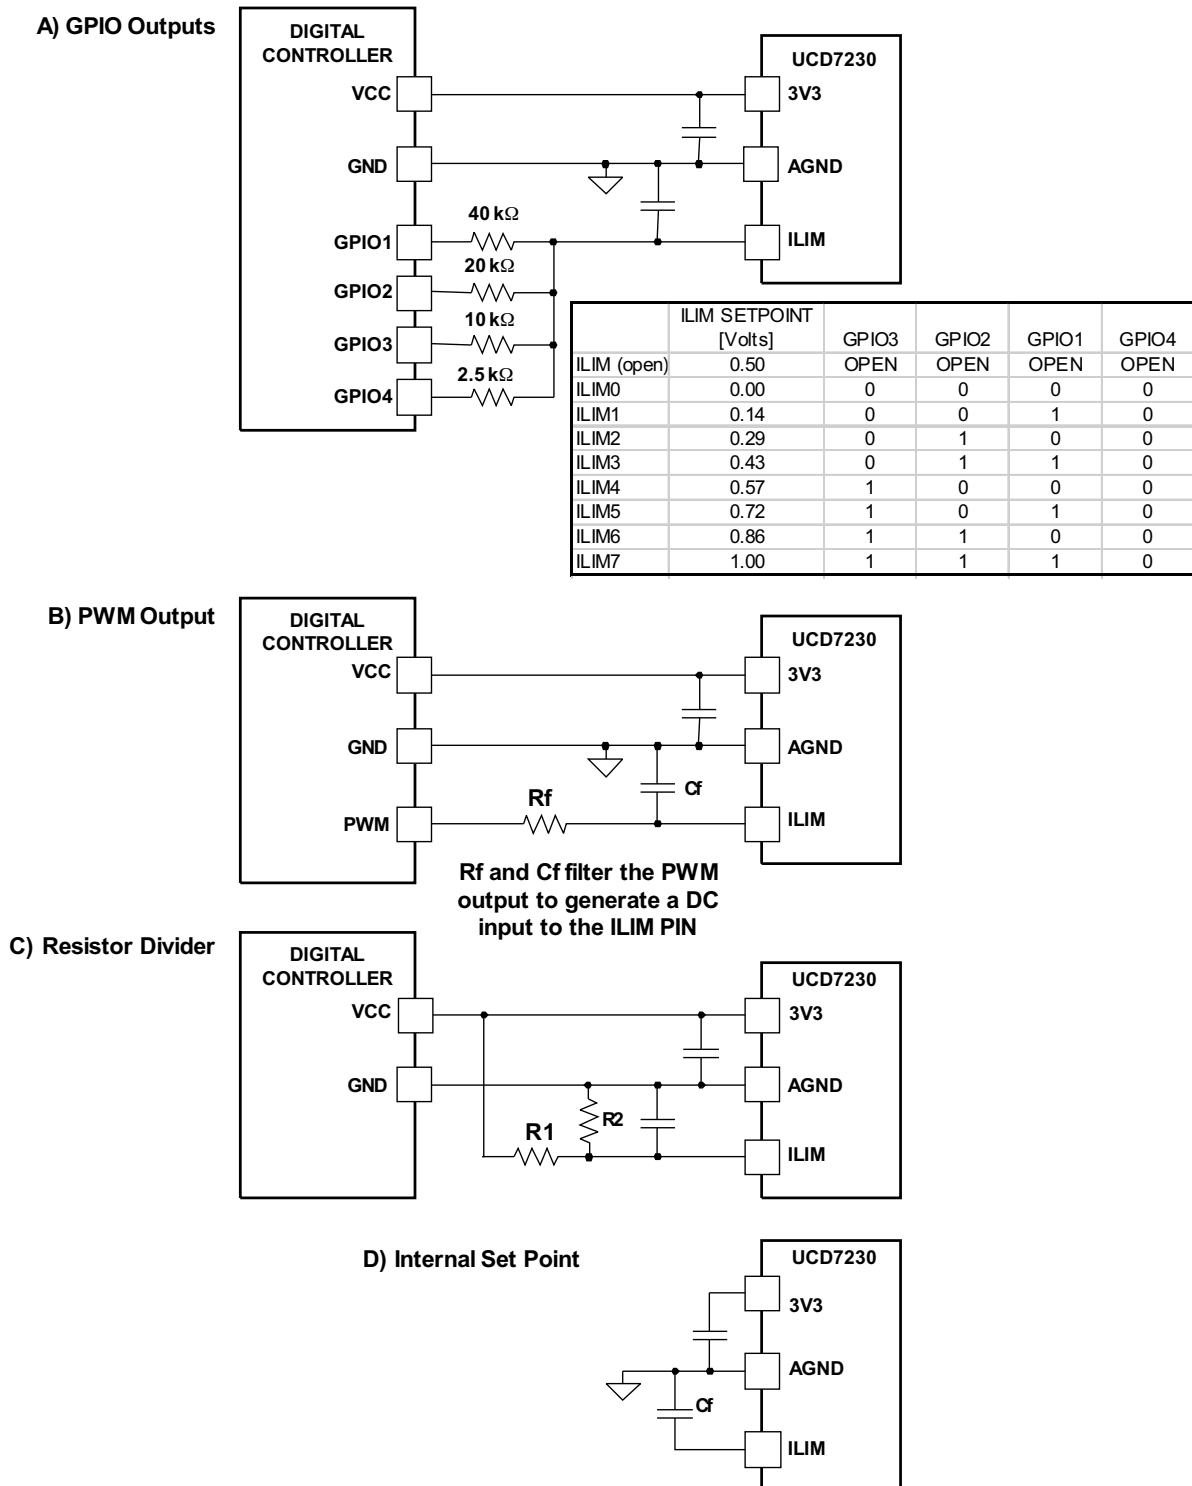 A) GPIO Outputs
DIGITAL
CONTROLLER
VCC
GND
GPIO1
GPIO2
GPIO3
GPIO4
40 kΩ
20 kΩ
10 kΩ
2.5 kΩ
UCD7230
3V3
AGND
ILIM
ILIM SETPOINT
[Volts] GPIO3 GPIO2 GPIO1 GPIO4
ILIM (open) 0.50 OPEN OPEN OPEN OPEN
ILIM0 0.00 0 0 0 0
ILIM1 0.14 0 0 1 0
ILIM2 0.29 0 1 0 0
ILIM3 0.43 0 1 1 0
ILIM4 0.57 1 0 0 0
ILIM5 0.72 1 0 1 0
ILIM6 0.86 1 1 0 0
ILIM7 1.00 1 1 1 0
B) PWM Output
DIGITAL
CONTROLLER
VCC
GND
PWM
Rf
Cf
UCD7230
3V3
AGND
ILIM
Rf and Cf filter the PWM
output to generate a DC
input to the ILIM PIN
C) Resistor Divider
DIGITAL
CONTROLLER
VCC
GND
R1
R2
UCD7230
3V3
AGND
ILIM
D) Internal Set Point
UCD7230
3V3
AGND
Cf
ILIM